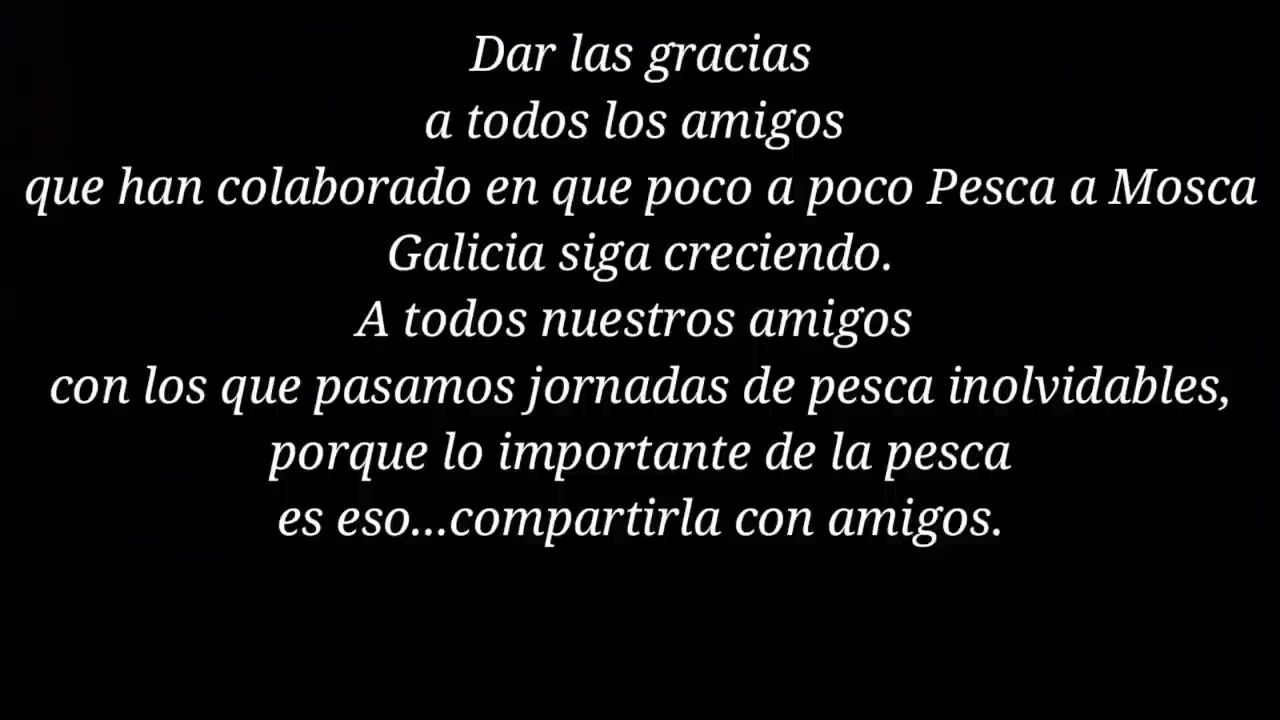 Dar las gracias
a todos los amigos
que han colaborado en que poco a poco Pesca a Mosca
Galicia siga creciendo.
A todos nuestros amigos
con los que pasamos jornadas de pesca inolvidables,
porque lo importante de la pesca
es eso...compartirla con amigos.